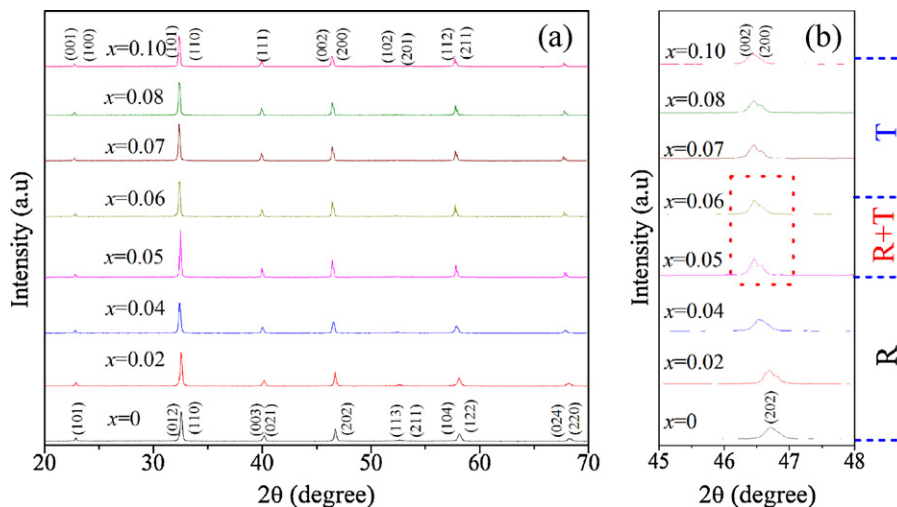 (a)
(001)
(100)
x=0.10
(101)
(110)
(111)
(002)
(200)
(102)
(201)
(112)
(211)
x=0.08
x=0.07
x=0.06
x=0.05
x=0.04
x=0.02
x=0
(101)
(012)
(110)
(003)
(021)
(202)
(113)
(211)
(104)
(122)
(024)
(220)
20 30 40 50 60 70
2θ (degree)
Intensity (a.u)
(b)
(002)
(200)
x=0.10
x=0.08
x=0.07
x=0.06
x=0.05
x=0.04
x=0.02
x=0
(202)
45 46 47 48
2θ (degree)
Intensity (a.u)
T
R+T
R